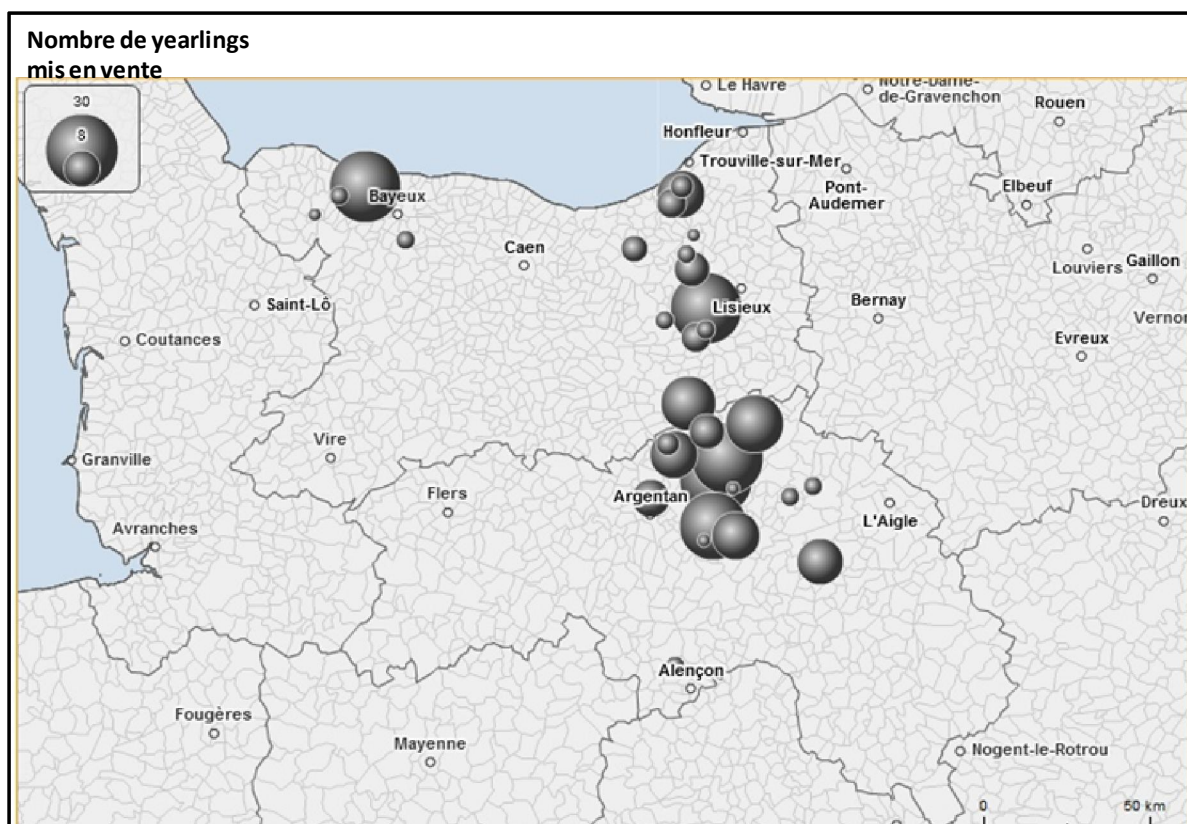 Nombre de yearlings
mis en vente
30
8
Le Havre
Notre-Dame-
de-Gravenchon
Rouen
Honfleur
Trouville-sur-Mer
Pont-
Audemer
Elbeuf
Bayeux
Caen
Louviers
Gaillon
Saint-Lô
Lisieux
Bernay
Vernon
Coutances
Evreux
Vire
Granville
Flers
Argentan
L'Aigle
Dreux
Avranches
Alençon
Fougères
Mayenne
Nogent-le-Rotrou
0
50 km